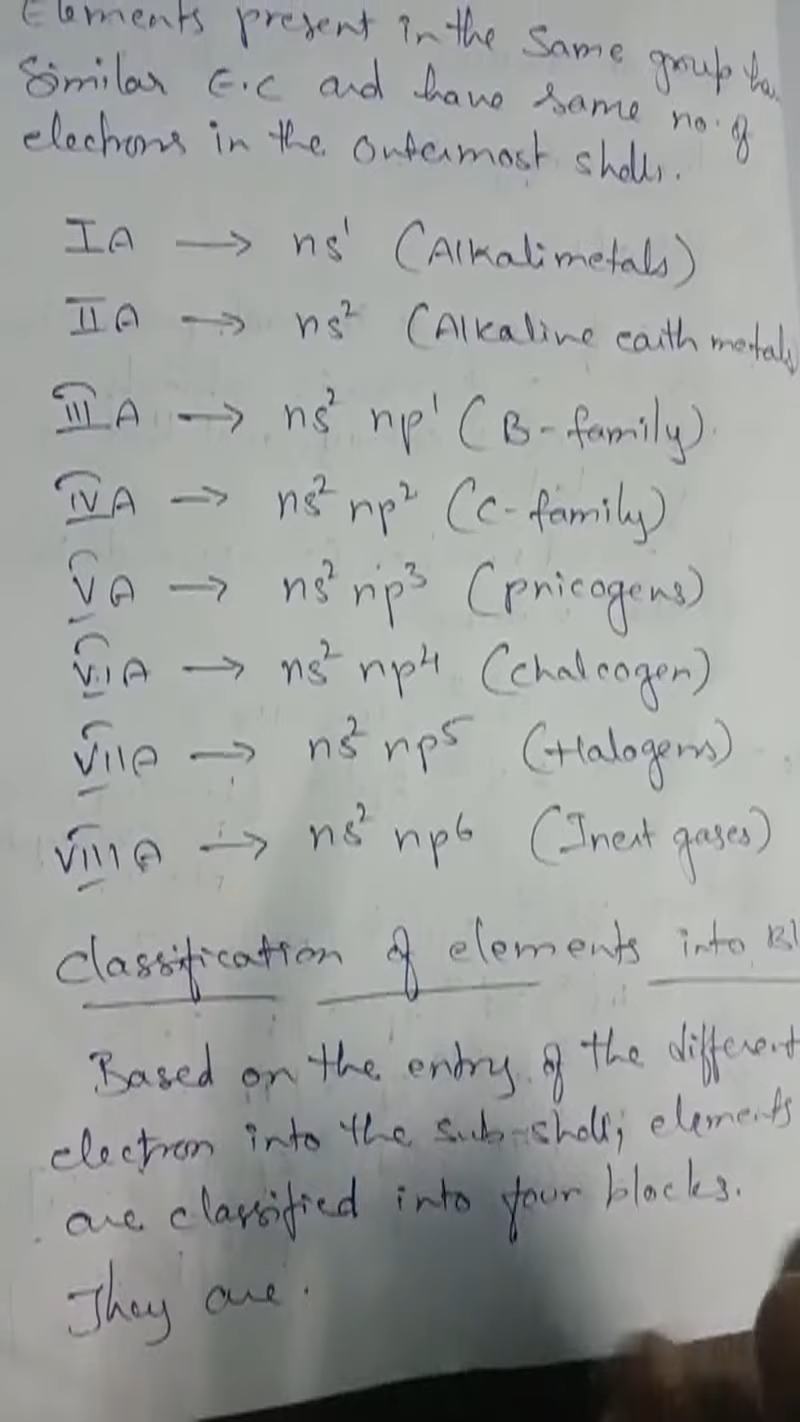 Elements present in the same group ha
Similar E.C and have same no. of
electrons in the outermost shells.
IA → ns¹ (Alkalimetals)
IIA → ns² (Alkaline earth metals
IIIA → ns² np¹ (B-family)
IVA → ns² np² (C-family)
VA → ns² np³ (pnicogens)
VIA → ns² np⁴ (chalcogen)
VIIA → ns² np⁵ (Halogens)
VIIIA → ns² np⁶ (Inert gases)
Classification of elements into Bl
Based on the entry of the different
electron into the sub-shells, elements
are classified into four blocks.
They are.